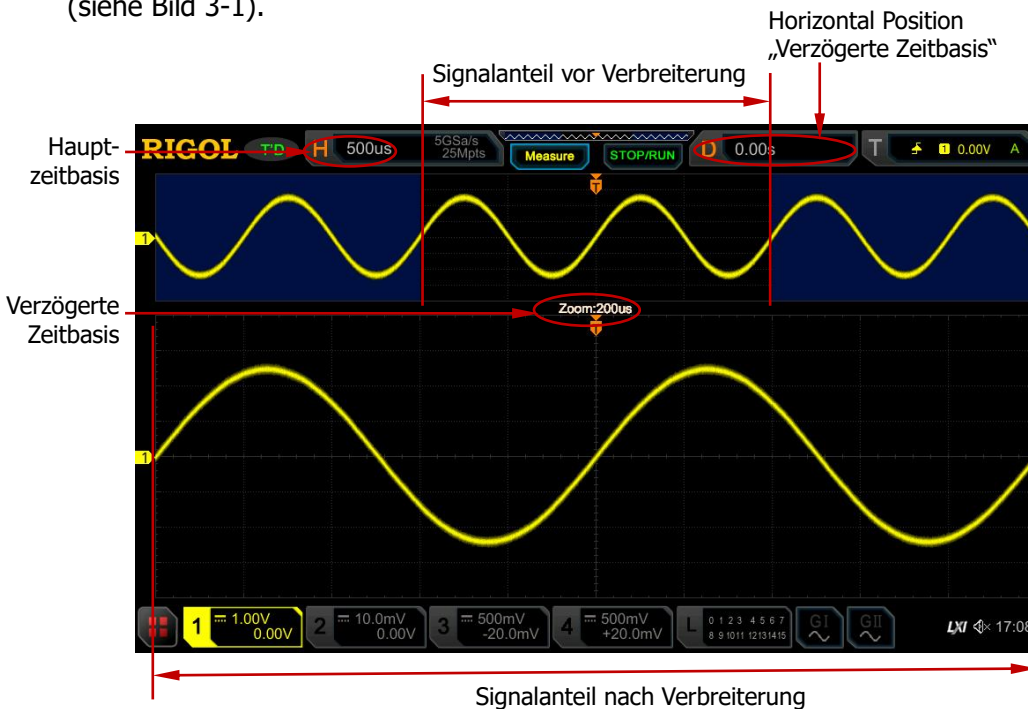 (siehe Bild 3-1).
Horizontal Position
„Verzögerte Zeitbasis“
Signalanteil vor Verbreiterung
Haupt-
zeitbasis
RIGOL T'D H 500us 5GSa/s
25Mpts
Measure STOP/RUN D 0.00s T 1 0.00V A
T
1
Verzögerte
Zeitbasis
Zoom:200us
T
1
1 1.00V
0.00V
2 10.0mV
0.00V
3 500mV
-20.0mV
4 500mV
+20.0mV
L 0 1 2 3 4 5 6 7
8 9 10 11 12 13 14 15
GI GII
LXI 17:08
Signalanteil nach Verbreiterung